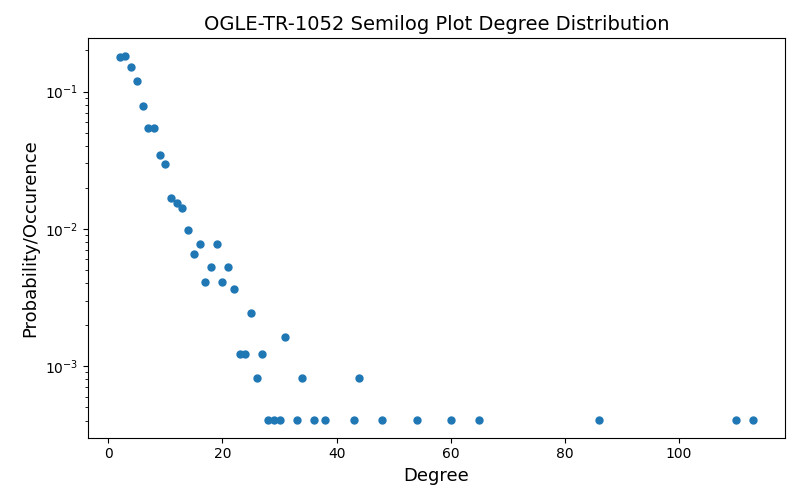 OGLE-TR-1052 Semilog Plot Degree Distribution
Probability/Occurence
10⁻¹
10⁻²
10⁻³
0 20 40 60 80 100
Degree